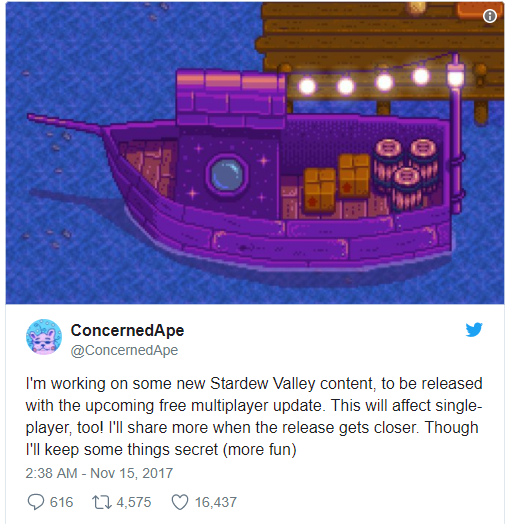 ConcernedApe
@ConcernedApe
I'm working on some new Stardew Valley content, to be released
with the upcoming free multiplayer update. This will affect single-
player, too! I'll share more when the release gets closer. Though
I'll keep some things secret (more fun)
2:38 AM - Nov 15, 2017
616 4,575 16,437